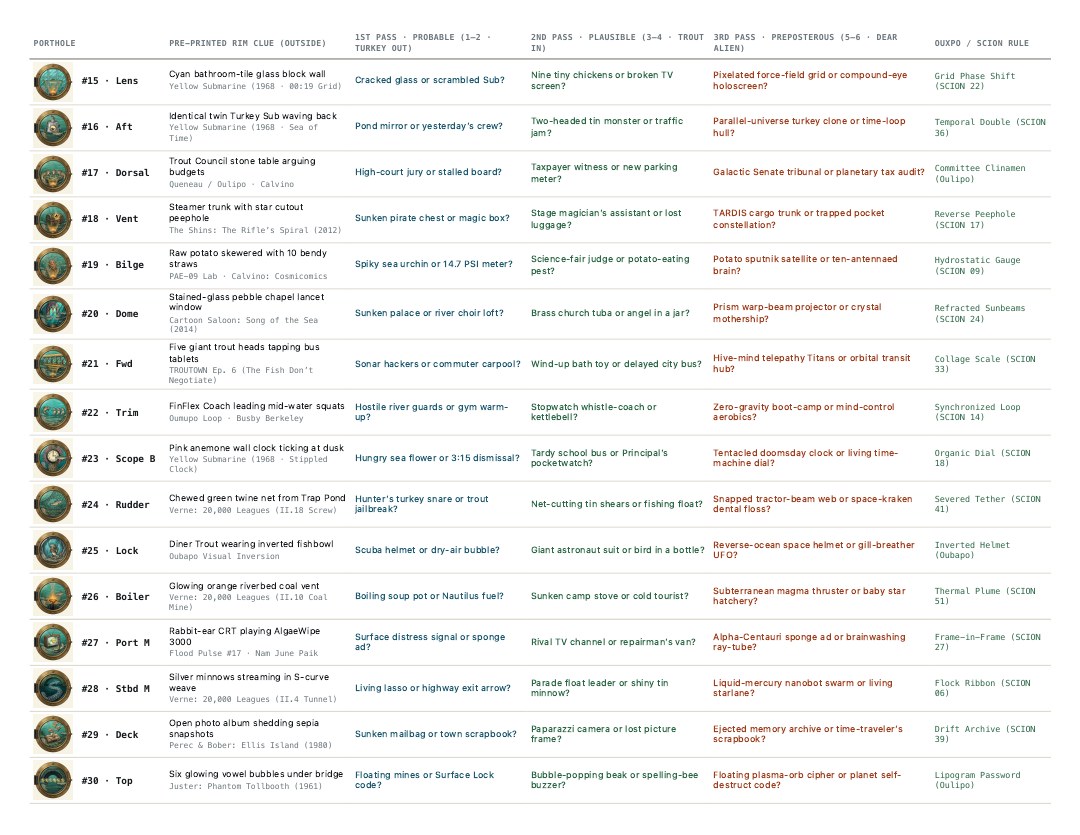 PORTHOLE
PRE-PRINTED RIM CLUE (OUTSIDE)
1ST PASS · PROBABLE (1–2 ·
TURKEY OUT)
2ND PASS · PLAUSIBLE (3–4 · TROUT
IN)
3RD PASS · PREPOSTEROUS (5–6 · DEAR
ALIEN)
OUXPO / SCION RULE
#15 · Lens
Cyan bathroom-tile glass block wall
Yellow Submarine (1968 · 00:19 Grid)
Cracked glass or scrambled Sub?
Nine tiny chickens or broken TV
screen?
Pixelated force-field grid or compound-eye
holoscreen?
Grid Phase Shift
(SCION 22)
#16 · Aft
Identical twin Turkey Sub waving back
Yellow Submarine (1968 · Sea of
Time)
Pond mirror or yesterday's crew?
Two-headed tin monster or traffic
jam?
Parallel-universe turkey clone or time-loop
hull?
Temporal Double (SCION
36)
#17 · Dorsal
Trout Council stone table arguing
budgets
Queneau / Oulipo · Calvino
High-court jury or stalled board?
Taxpayer witness or new parking
meter?
Galactic Senate tribunal or planetary tax audit?
Committee Clinamen
(Oulipo)
#18 · Vent
Steamer trunk with star cutout
peephole
The Shins: The Rifle's Spiral (2012)
Sunken pirate chest or magic box?
Stage magician's assistant or lost
luggage?
TARDIS cargo trunk or trapped pocket
constellation?
Reverse Peephole
(SCION 17)
#19 · Bilge
Raw potato skewered with 10 bendy
straws
PAE-09 Lab · Calvino: Cosmicomics
Spiky sea urchin or 14.7 PSI meter?
Science-fair judge or potato-eating
pest?
Potato sputnik satellite or ten-antennaed
brain?
Hydrostatic Gauge
(SCION 09)
#20 · Dome
Stained-glass pebble chapel lancet
window
Cartoon Saloon: Song of the Sea
(2014)
Sunken palace or river choir loft?
Brass church tuba or angel in a jar?
Prism warp-beam projector or crystal
mothership?
Refracted Sunbeams
(SCION 24)
#21 · Fwd
Five giant trout heads tapping bus
tablets
TROUTOWN Ep. 6 (The Fish Don't
Negotiate)
Sonar hackers or commuter carpool?
Wind-up bath toy or delayed city bus?
Hive-mind telepathy Titans or orbital transit
hub?
Collage Scale (SCION
33)
#22 · Trim
FinFlex Coach leading mid-water squats
Oumupo Loop · Busby Berkeley
Hostile river guards or gym warm-
up?
Stopwatch whistle-coach or
kettlebell?
Zero-gravity boot-camp or mind-control
aerobics?
Synchronized Loop
(SCION 14)
#23 · Scope B
Pink anemone wall clock ticking at dusk
Yellow Submarine (1968 · Stippled
Clock)
Hungry sea flower or 3:15 dismissal?
Tardy school bus or Principal's
pocketwatch?
Tentacled doomsday clock or living time-
machine dial?
Organic Dial (SCION
18)
#24 · Rudder
Chewed green twine net from Trap Pond
Verne: 20,000 Leagues (II.18 Screw)
Hunter's turkey snare or trout
jailbreak?
Net-cutting tin shears or fishing float?
Snapped tractor-beam web or space-kraken
dental floss?
Severed Tether (SCION
41)
#25 · Lock
Diner Trout wearing inverted fishbowl
Oubapo Visual Inversion
Scuba helmet or dry-air bubble?
Giant astronaut suit or bird in a bottle?
Reverse-ocean space helmet or gill-breather
UFO?
Inverted Helmet
(Oubapo)
#26 · Boiler
Glowing orange riverbed coal vent
Verne: 20,000 Leagues (II.10 Coal
Mine)
Boiling soup pot or Nautilus fuel?
Sunken camp stove or cold tourist?
Subterranean magma thruster or baby star
hatchery?
Thermal Plume (SCION
51)
#27 · Port M
Rabbit-ear CRT playing AlgaeWipe
3000
Flood Pulse #17 · Nam June Paik
Surface distress signal or sponge
ad?
Rival TV channel or repairman's van?
Alpha-Centauri sponge ad or brainwashing
ray-tube?
Frame-in-Frame (SCION
27)
#28 · Stbd M
Silver minnows streaming in S-curve
weave
Verne: 20,000 Leagues (II.4 Tunnel)
Living lasso or highway exit arrow?
Parade float leader or shiny tin
minnow?
Liquid-mercury nanobot swarm or living
starlane?
Flock Ribbon (SCION
06)
#29 · Deck
Open photo album shedding sepia
snapshots
Perec & Bober: Ellis Island (1980)
Sunken mailbag or town scrapbook?
Paparazzi camera or lost picture
frame?
Ejected memory archive or time-traveler's
scrapbook?
Drift Archive (SCION
39)
#30 · Top
Six glowing vowel bubbles under bridge
Juster: Phantom Tollbooth (1961)
Floating mines or Surface Lock
code?
Bubble-popping beak or spelling-bee
buzzer?
Floating plasma-orb cipher or planet self-
destruct code?
Lipogram Password
(Oulipo)